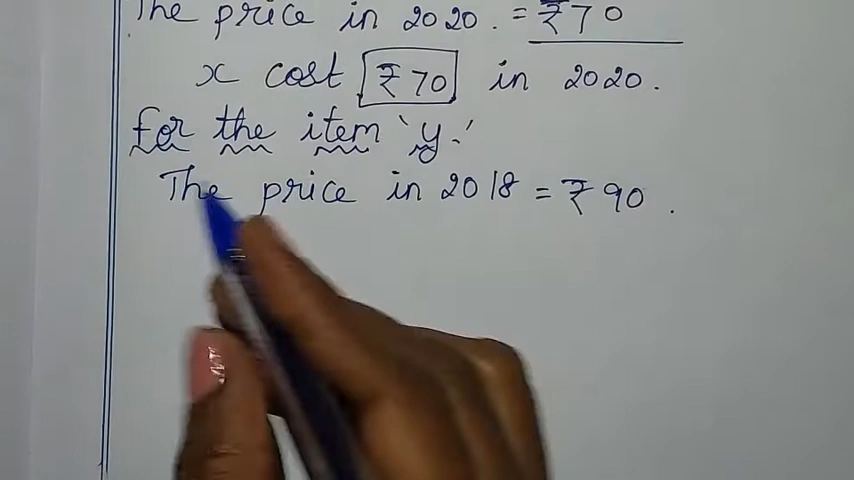 The price in 2020. = ₹70
x cost ₹70 in 2020.
for the item 'y.'
The price in 2018 = ₹90.